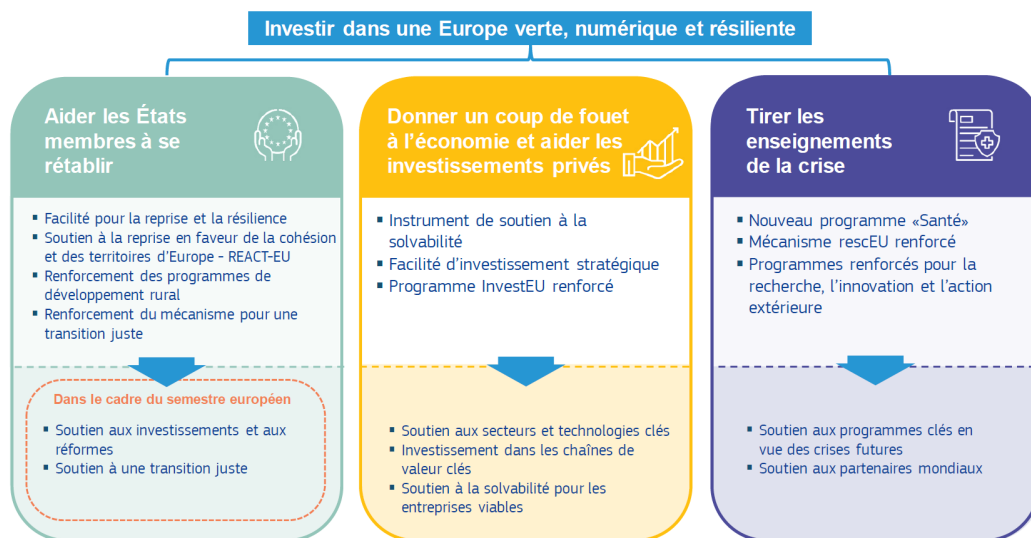 Investir dans une Europe verte, numérique et résiliente
Aider les États
membres à se
rétablir
▪ Facilité pour la reprise et la résilience
▪ Soutien à la reprise en faveur de la cohésion
et des territoires d'Europe - REACT-EU
▪ Renforcement des programmes de
développement rural
▪ Renforcement du mécanisme pour une
transition juste
Dans le cadre du semestre européen
▪ Soutien aux investissements et aux
réformes
▪ Soutien à une transition juste
Donner un coup de fouet
à l'économie et aider les
investissements privés
▪ Instrument de soutien à la
solvabilité
▪ Facilité d'investissement stratégique
▪ Programme InvestEU renforcé
▪ Soutien aux secteurs et technologies clés
▪ Investissement dans les chaînes de
valeur clés
▪ Soutien à la solvabilité pour les
entreprises viables
Tirer les
enseignements
de la crise
▪ Nouveau programme «Santé»
▪ Mécanisme rescEU renforcé
▪ Programmes renforcés pour la
recherche, l'innovation et l'action
extérieure
▪ Soutien aux programmes clés en
vue des crises futures
▪ Soutien aux partenaires mondiaux